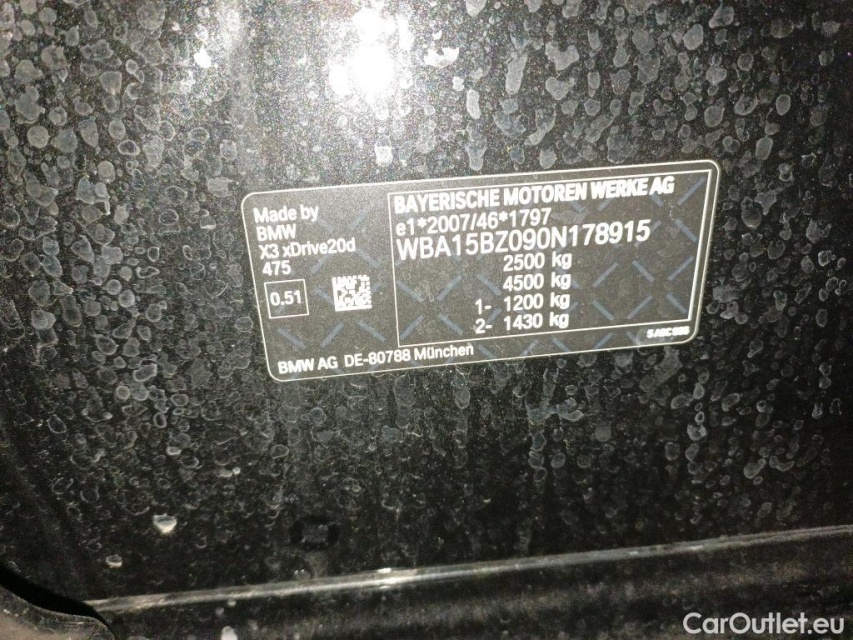 Made by
BMW
X3 xDrive20d
475
0.51
BAYERISCHE MOTOREN WERKE AG
e1*2007/46*1797
WBA15BZ090N178915
2500 kg
4500 kg
1- 1200 kg
2- 1430 kg
BMW AG DE-80788 München
CarOutlet.eu